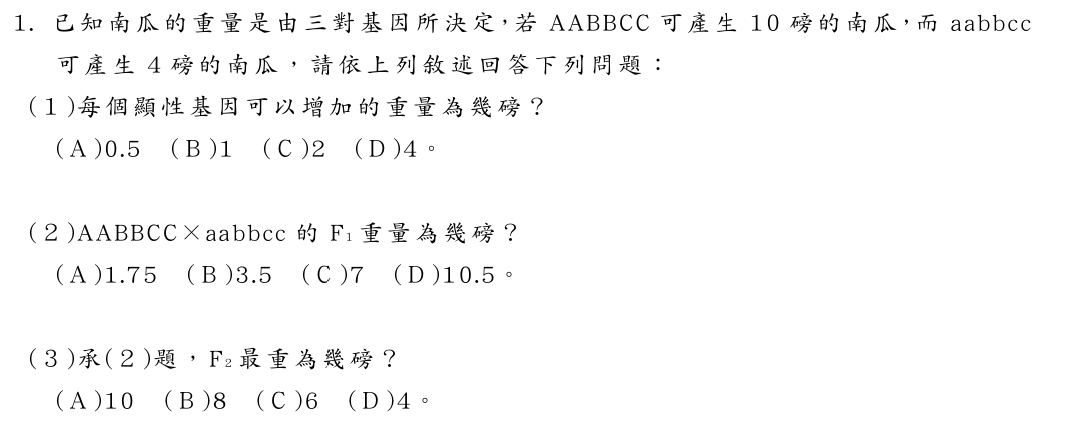 1. 已知南瓜的重量是由三對基因所決定,若 AABBCC 可產生 10 磅的南瓜,而 aabbcc
可產生 4 磅的南瓜,請依上列敘述回答下列問題:
(1)每個顯性基因可以增加的重量為幾磅?
(A)0.5 (B)1 (C)2 (D)4。
(2)AABBCC×aabbcc 的 F₁重量為幾磅?
(A)1.75 (B)3.5 (C)7 (D)10.5。
(3)承(2)題,F₂最重為幾磅?
(A)10 (B)8 (C)6 (D)4。